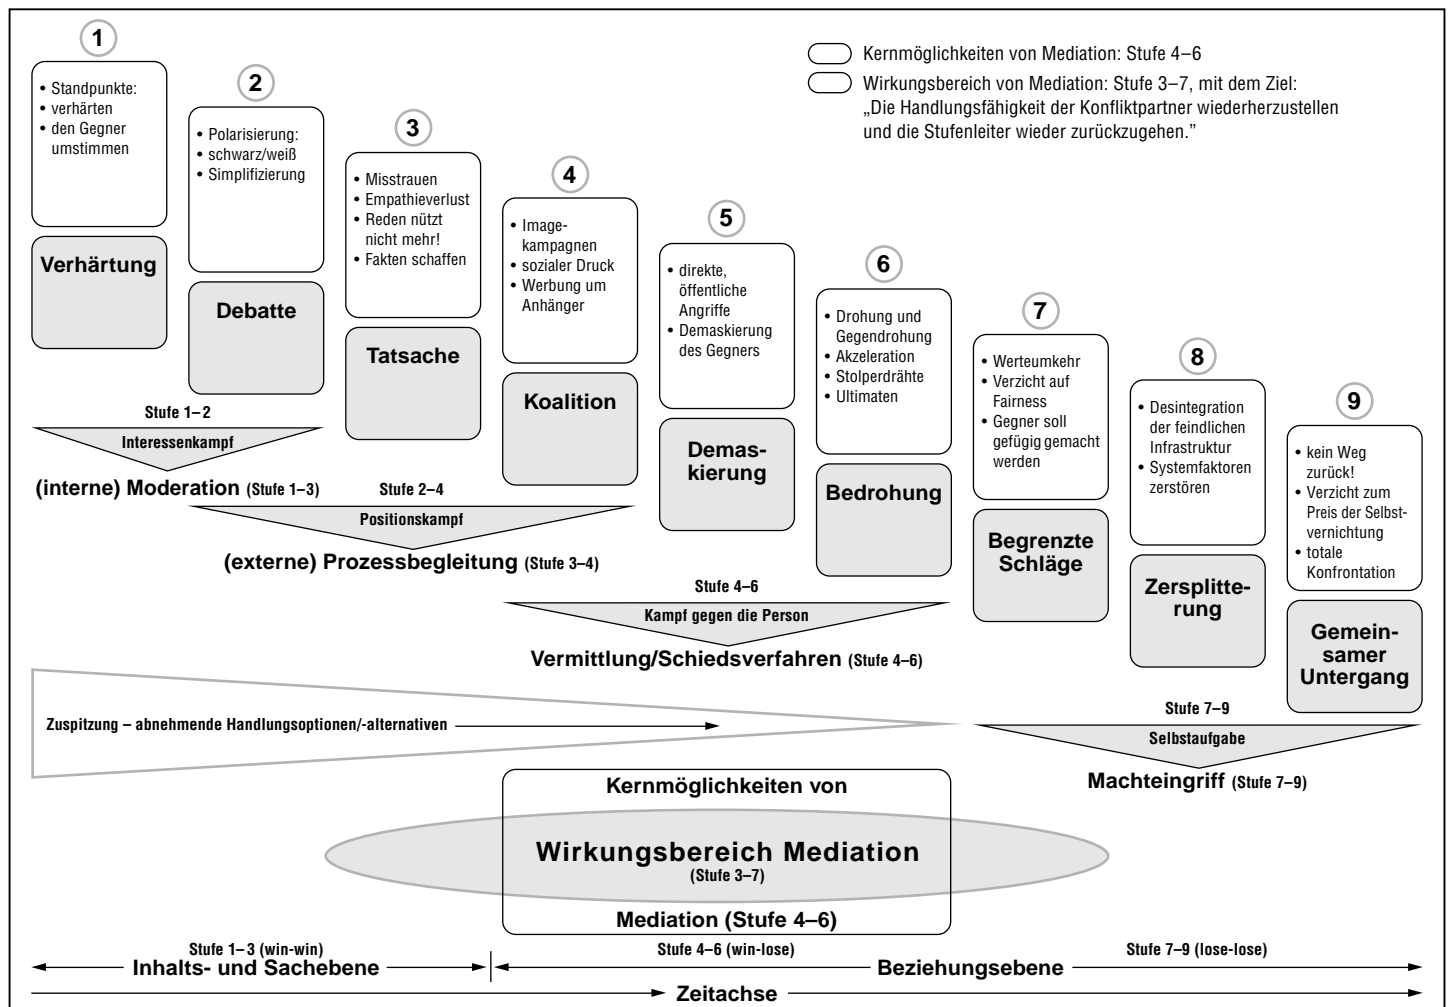 Kernmöglichkeiten von Mediation: Stufe 4–6
Wirkungsbereich von Mediation: Stufe 3–7, mit dem Ziel:
„Die Handlungsfähigkeit der Konfliktpartner wiederherzustellen
und die Stufenleiter wieder zurückzugehen.”
1
• Standpunkte:
• verhärten
• den Gegner
umstimmen
Verhärtung
2
• Polarisierung:
• schwarz/weiß
• Simplifizierung
Debatte
3
• Misstrauen
• Empathieverlust
• Reden nützt
nicht mehr!
• Fakten schaffen
Tatsache
4
• Image-
kampagnen
• sozialer Druck
• Werbung um
Anhänger
Koalition
5
• direkte,
öffentliche
Angriffe
• Demaskierung
des Gegners
Demas-
kierung
6
• Drohung und
Gegendrohung
• Akzeleration
• Stolperdrähte
• Ultimaten
Bedrohung
7
• Werteumkehr
• Verzicht auf
Fairness
• Gegner soll
gefügig gemacht
werden
Begrenzte
Schläge
8
• Desintegration
der feindlichen
Infrastruktur
• Systemfaktoren
zerstören
Zersplitte-
rung
9
• kein Weg
zurück!
• Verzicht zum
Preis der Selbst-
vernichtung
• totale
Konfrontation
Gemein-
samer
Untergang
Stufe 1–2
Interessenkampf
(interne) Moderation (Stufe 1–3)
Stufe 2–4
Positionskampf
(externe) Prozessbegleitung (Stufe 3–4)
Stufe 4–6
Kampf gegen die Person
Vermittlung/Schiedsverfahren (Stufe 4–6)
Stufe 7–9
Selbstaufgabe
Machteingriff (Stufe 7–9)
Zuspitzung – abnehmende Handlungsoptionen/-alternativen
Kernmöglichkeiten von
Wirkungsbereich Mediation
(Stufe 3–7)
Mediation (Stufe 4–6)
Stufe 1–3 (win-win)
Stufe 4–6 (win-lose)
Stufe 7–9 (lose-lose)
Inhalts- und Sachebene
Beziehungsebene
Zeitachse